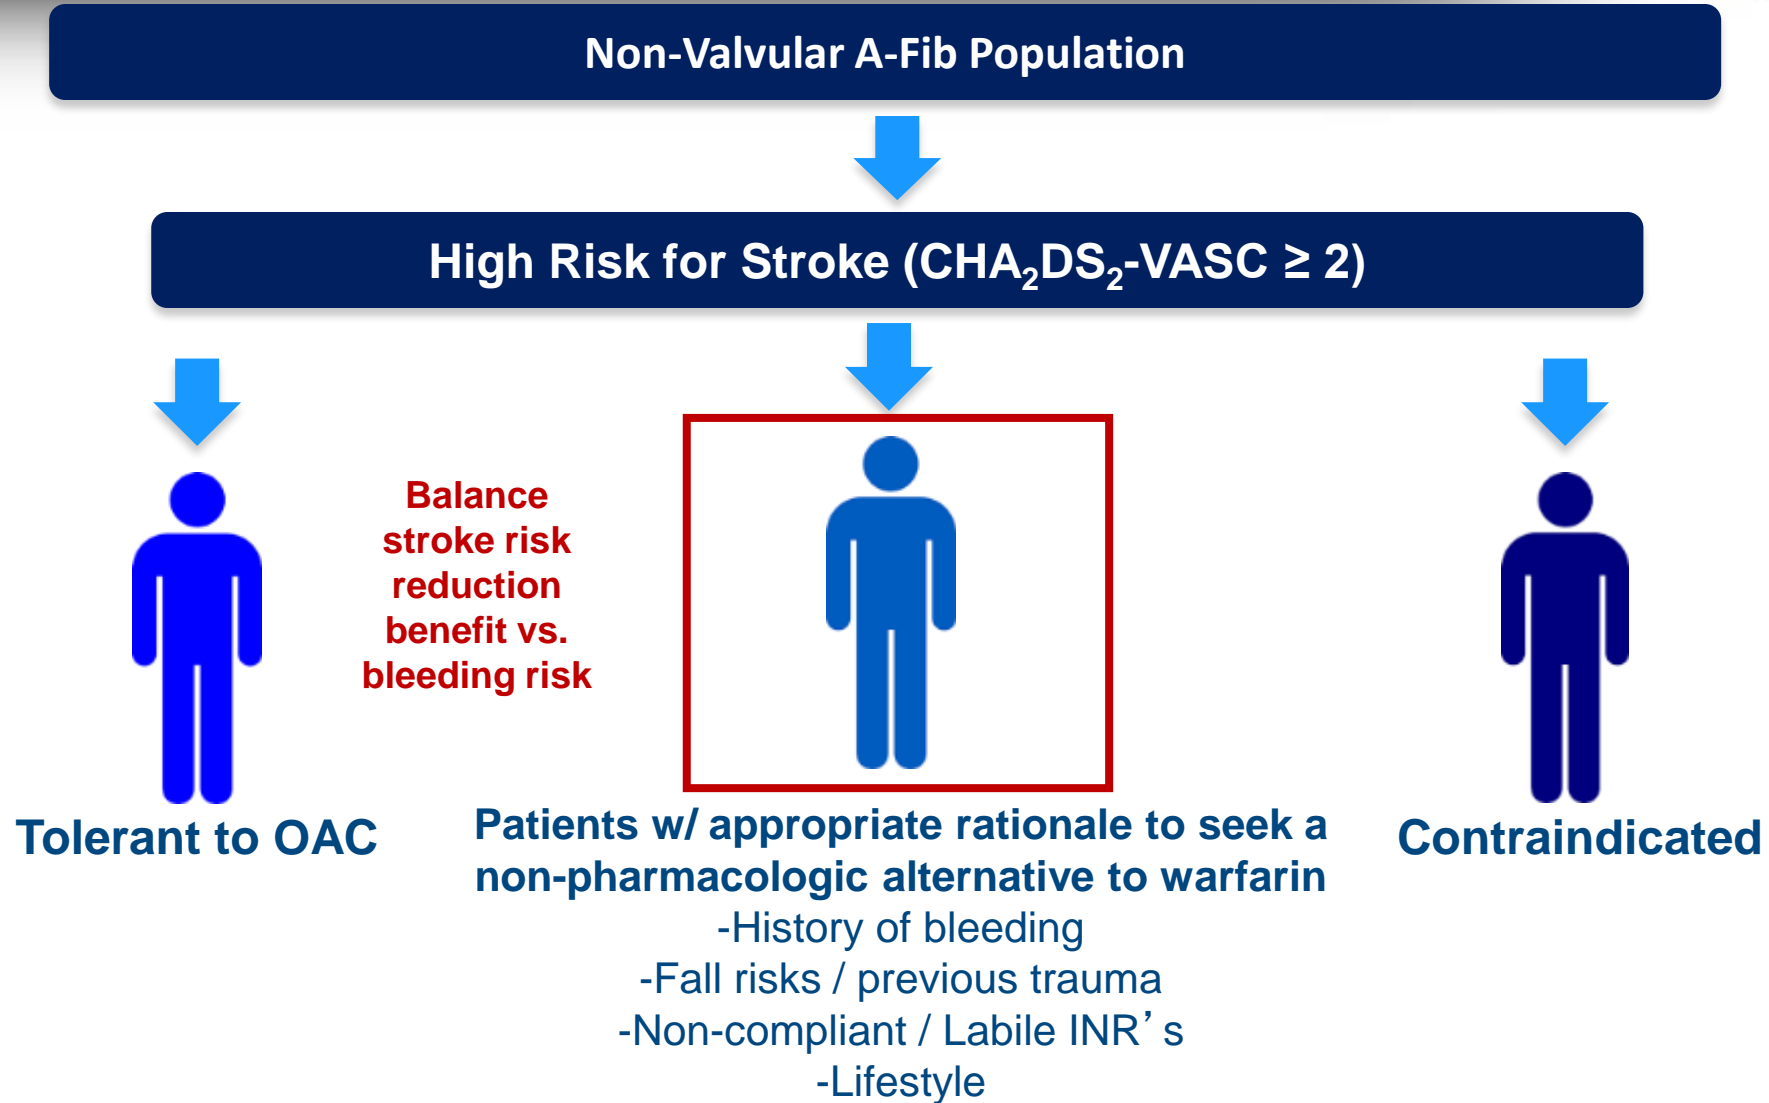 Non-Valvular A-Fib Population
High Risk for Stroke (CHA₂DS₂-VASC ≥ 2)
Balance
stroke risk
reduction
benefit vs.
bleeding risk
Tolerant to OAC
Patients w/ appropriate rationale to seek a
non-pharmacologic alternative to warfarin
-History of bleeding
-Fall risks / previous trauma
-Non-compliant / Labile INR’s
-Lifestyle
Contraindicated